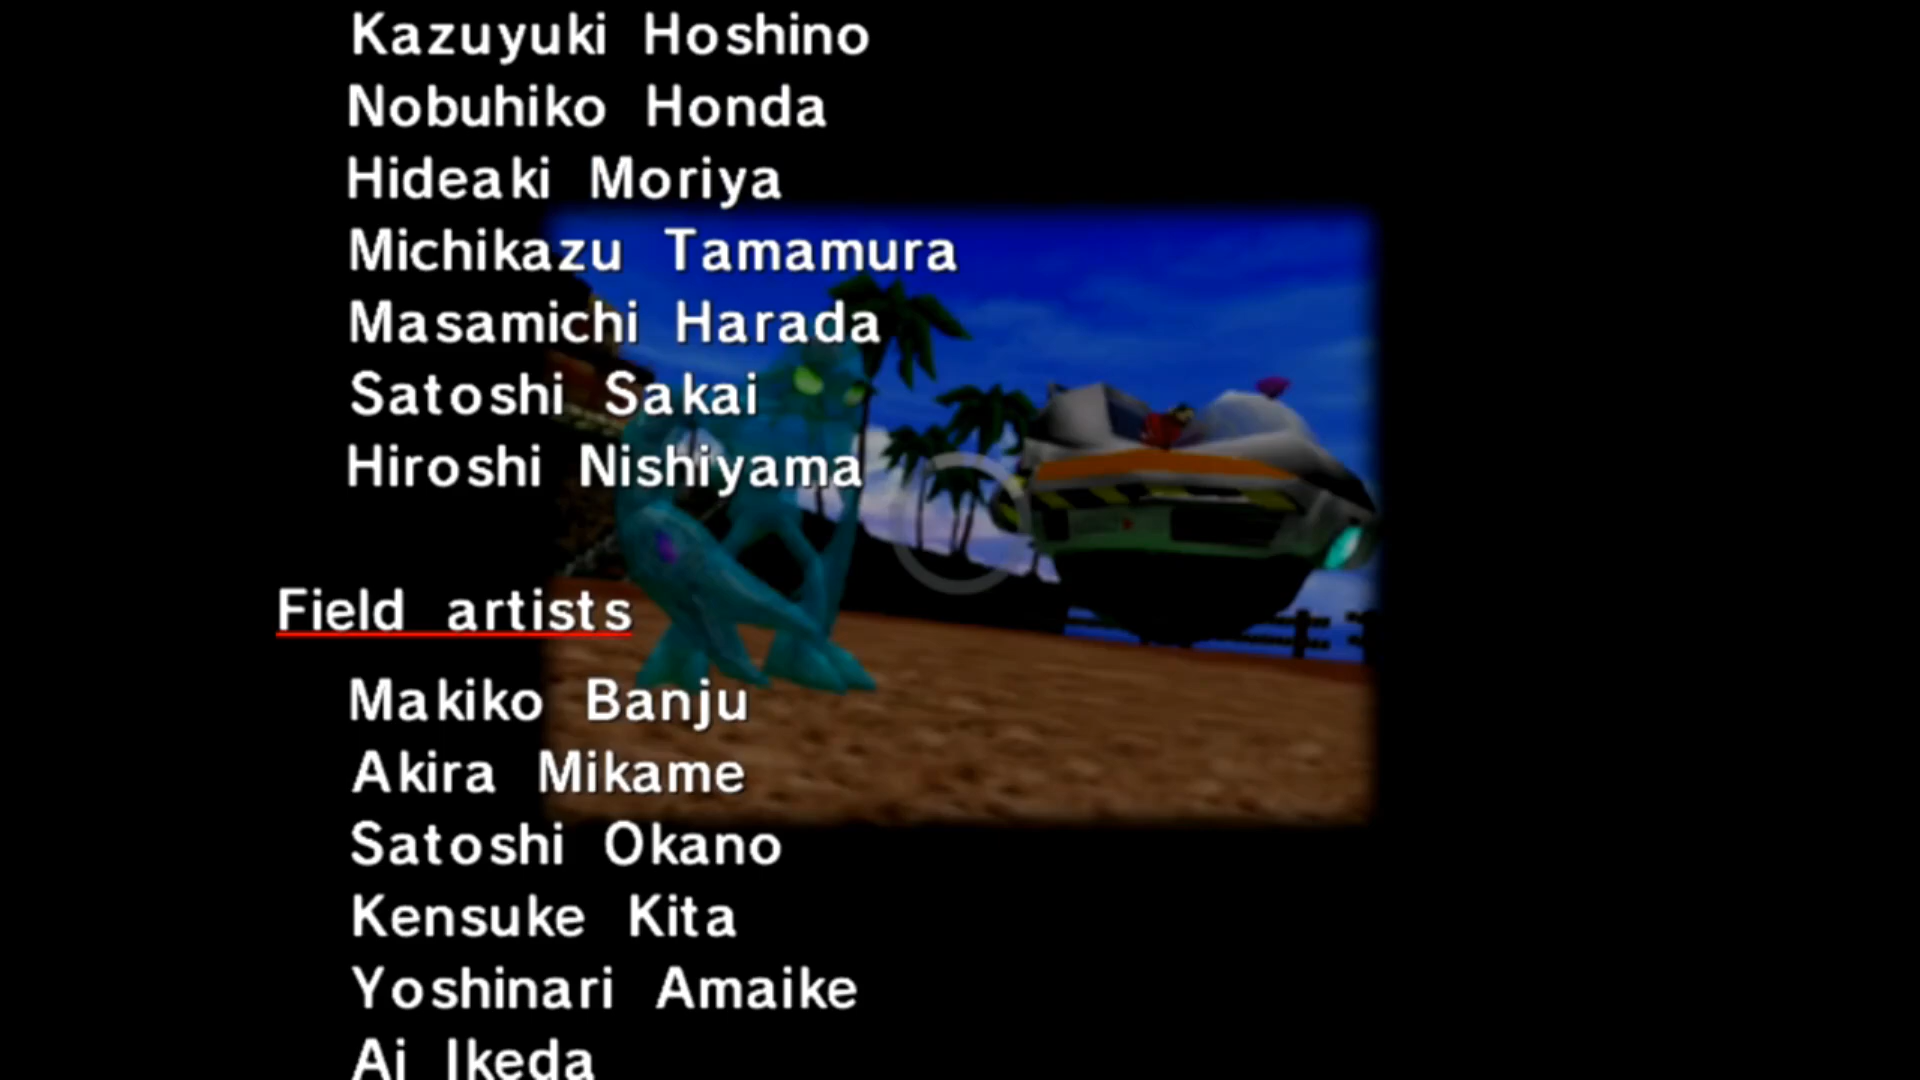 Kazuyuki Hoshino
Nobuhiko Honda
Hideaki Moriya
Michikazu Tamamura
Masamichi Harada
Satoshi Sakai
Hiroshi Nishiyama
Field artists
Makiko Banju
Akira Mikame
Satoshi Okano
Kensuke Kita
Yoshinari Amaike
Ai Ikeda